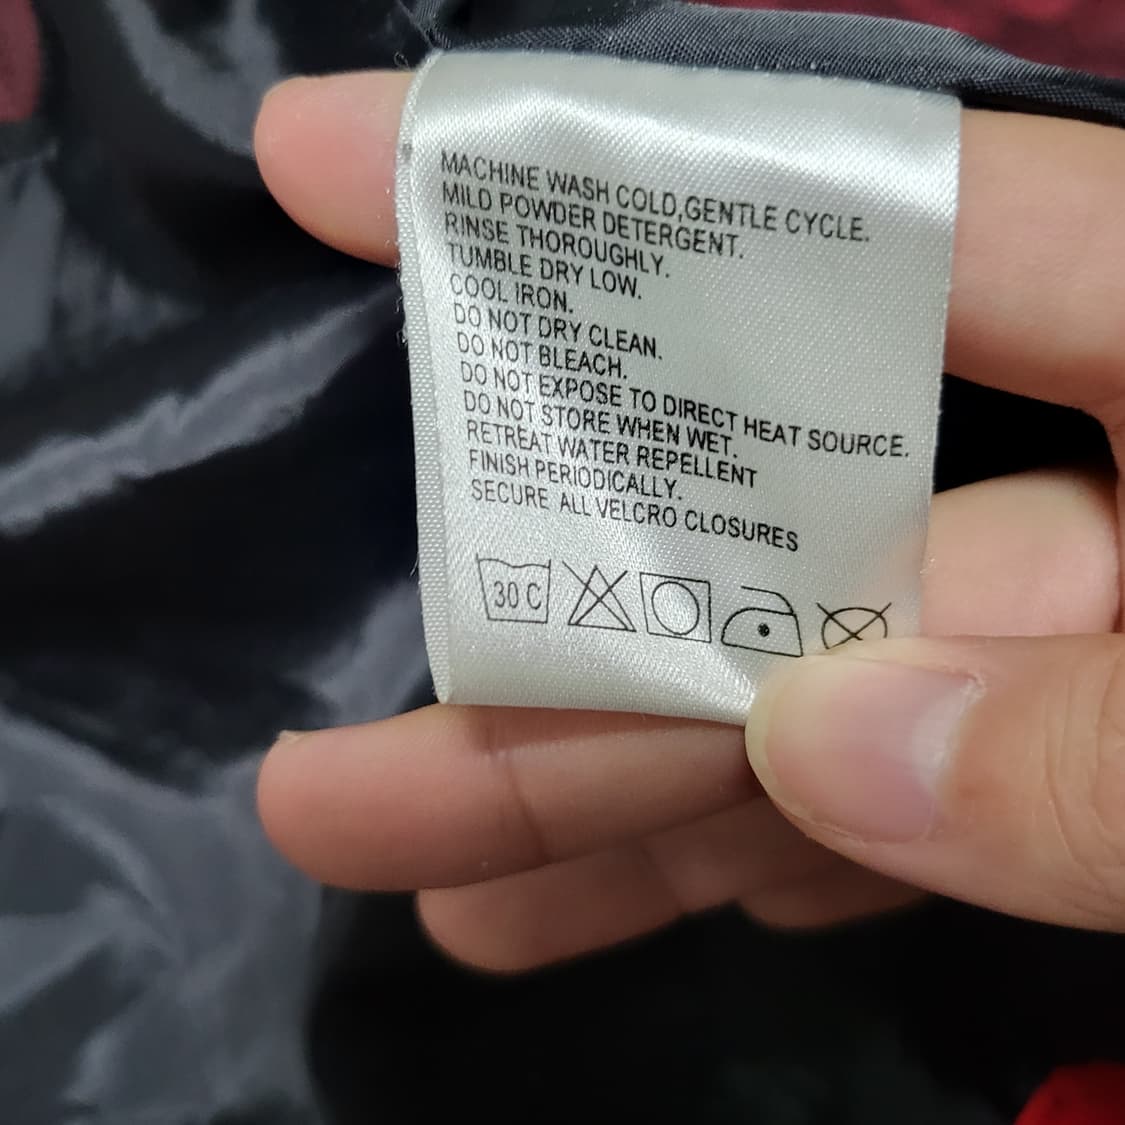 MACHINE WASH COLD,GENTLE CYCLE.
MILD POWDER DETERGENT.
RINSE THOROUGHLY.
TUMBLE DRY LOW.
COOL IRON.
DO NOT DRY CLEAN.
DO NOT BLEACH.
DO NOT EXPOSE TO DIRECT HEAT SOURCE.
DO NOT STORE WHEN WET.
RETREAT WATER REPELLENT
FINISH PERIODICALLY.
SECURE ALL VELCRO CLOSURES
30 C